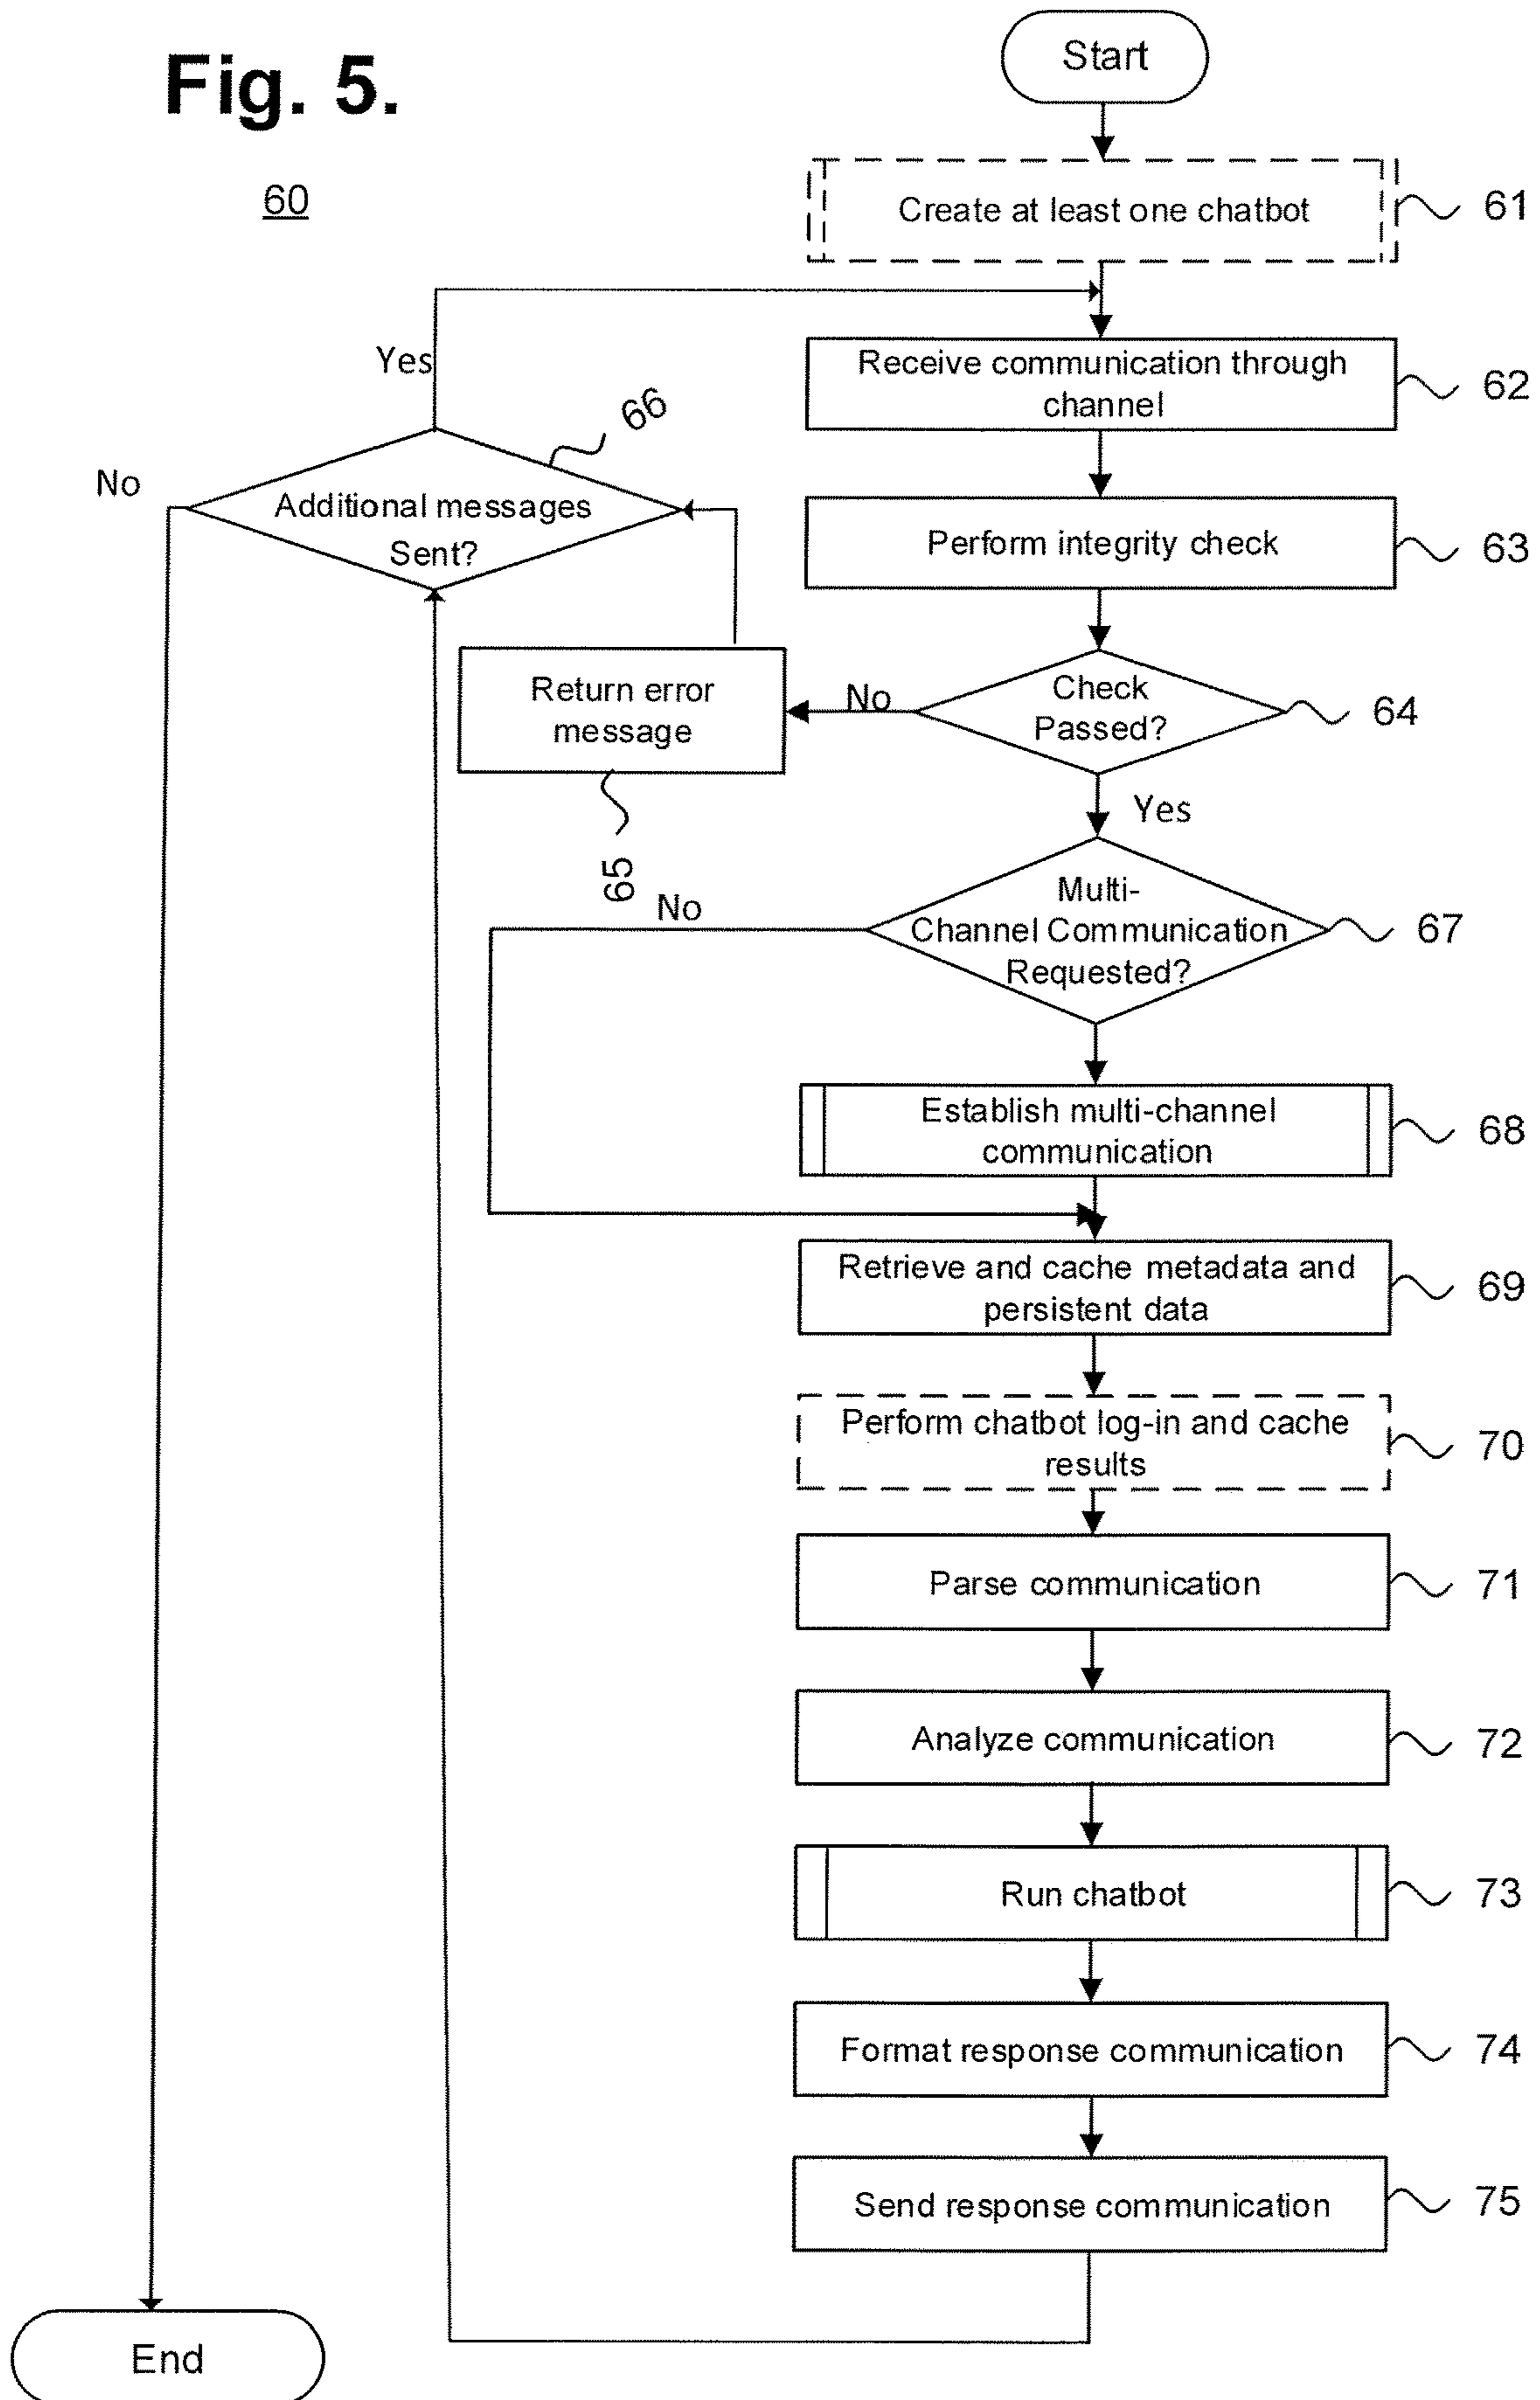 Fig. 5.
60
Start
Create at least one chatbot
61
Receive communication through
channel
62
Yes
66
No
Additional messages
Sent?
Perform integrity check
63
Return error
message
65
No
Check
Passed?
64
Yes
No
Multi-
Channel Communication
Requested?
67
Establish multi-channel
communication
68
Retrieve and cache metadata and
persistent data
69
Perform chatbot log-in and cache
results
70
Parse communication
71
Analyze communication
72
Run chatbot
73
Format response communication
74
Send response communication
75
End